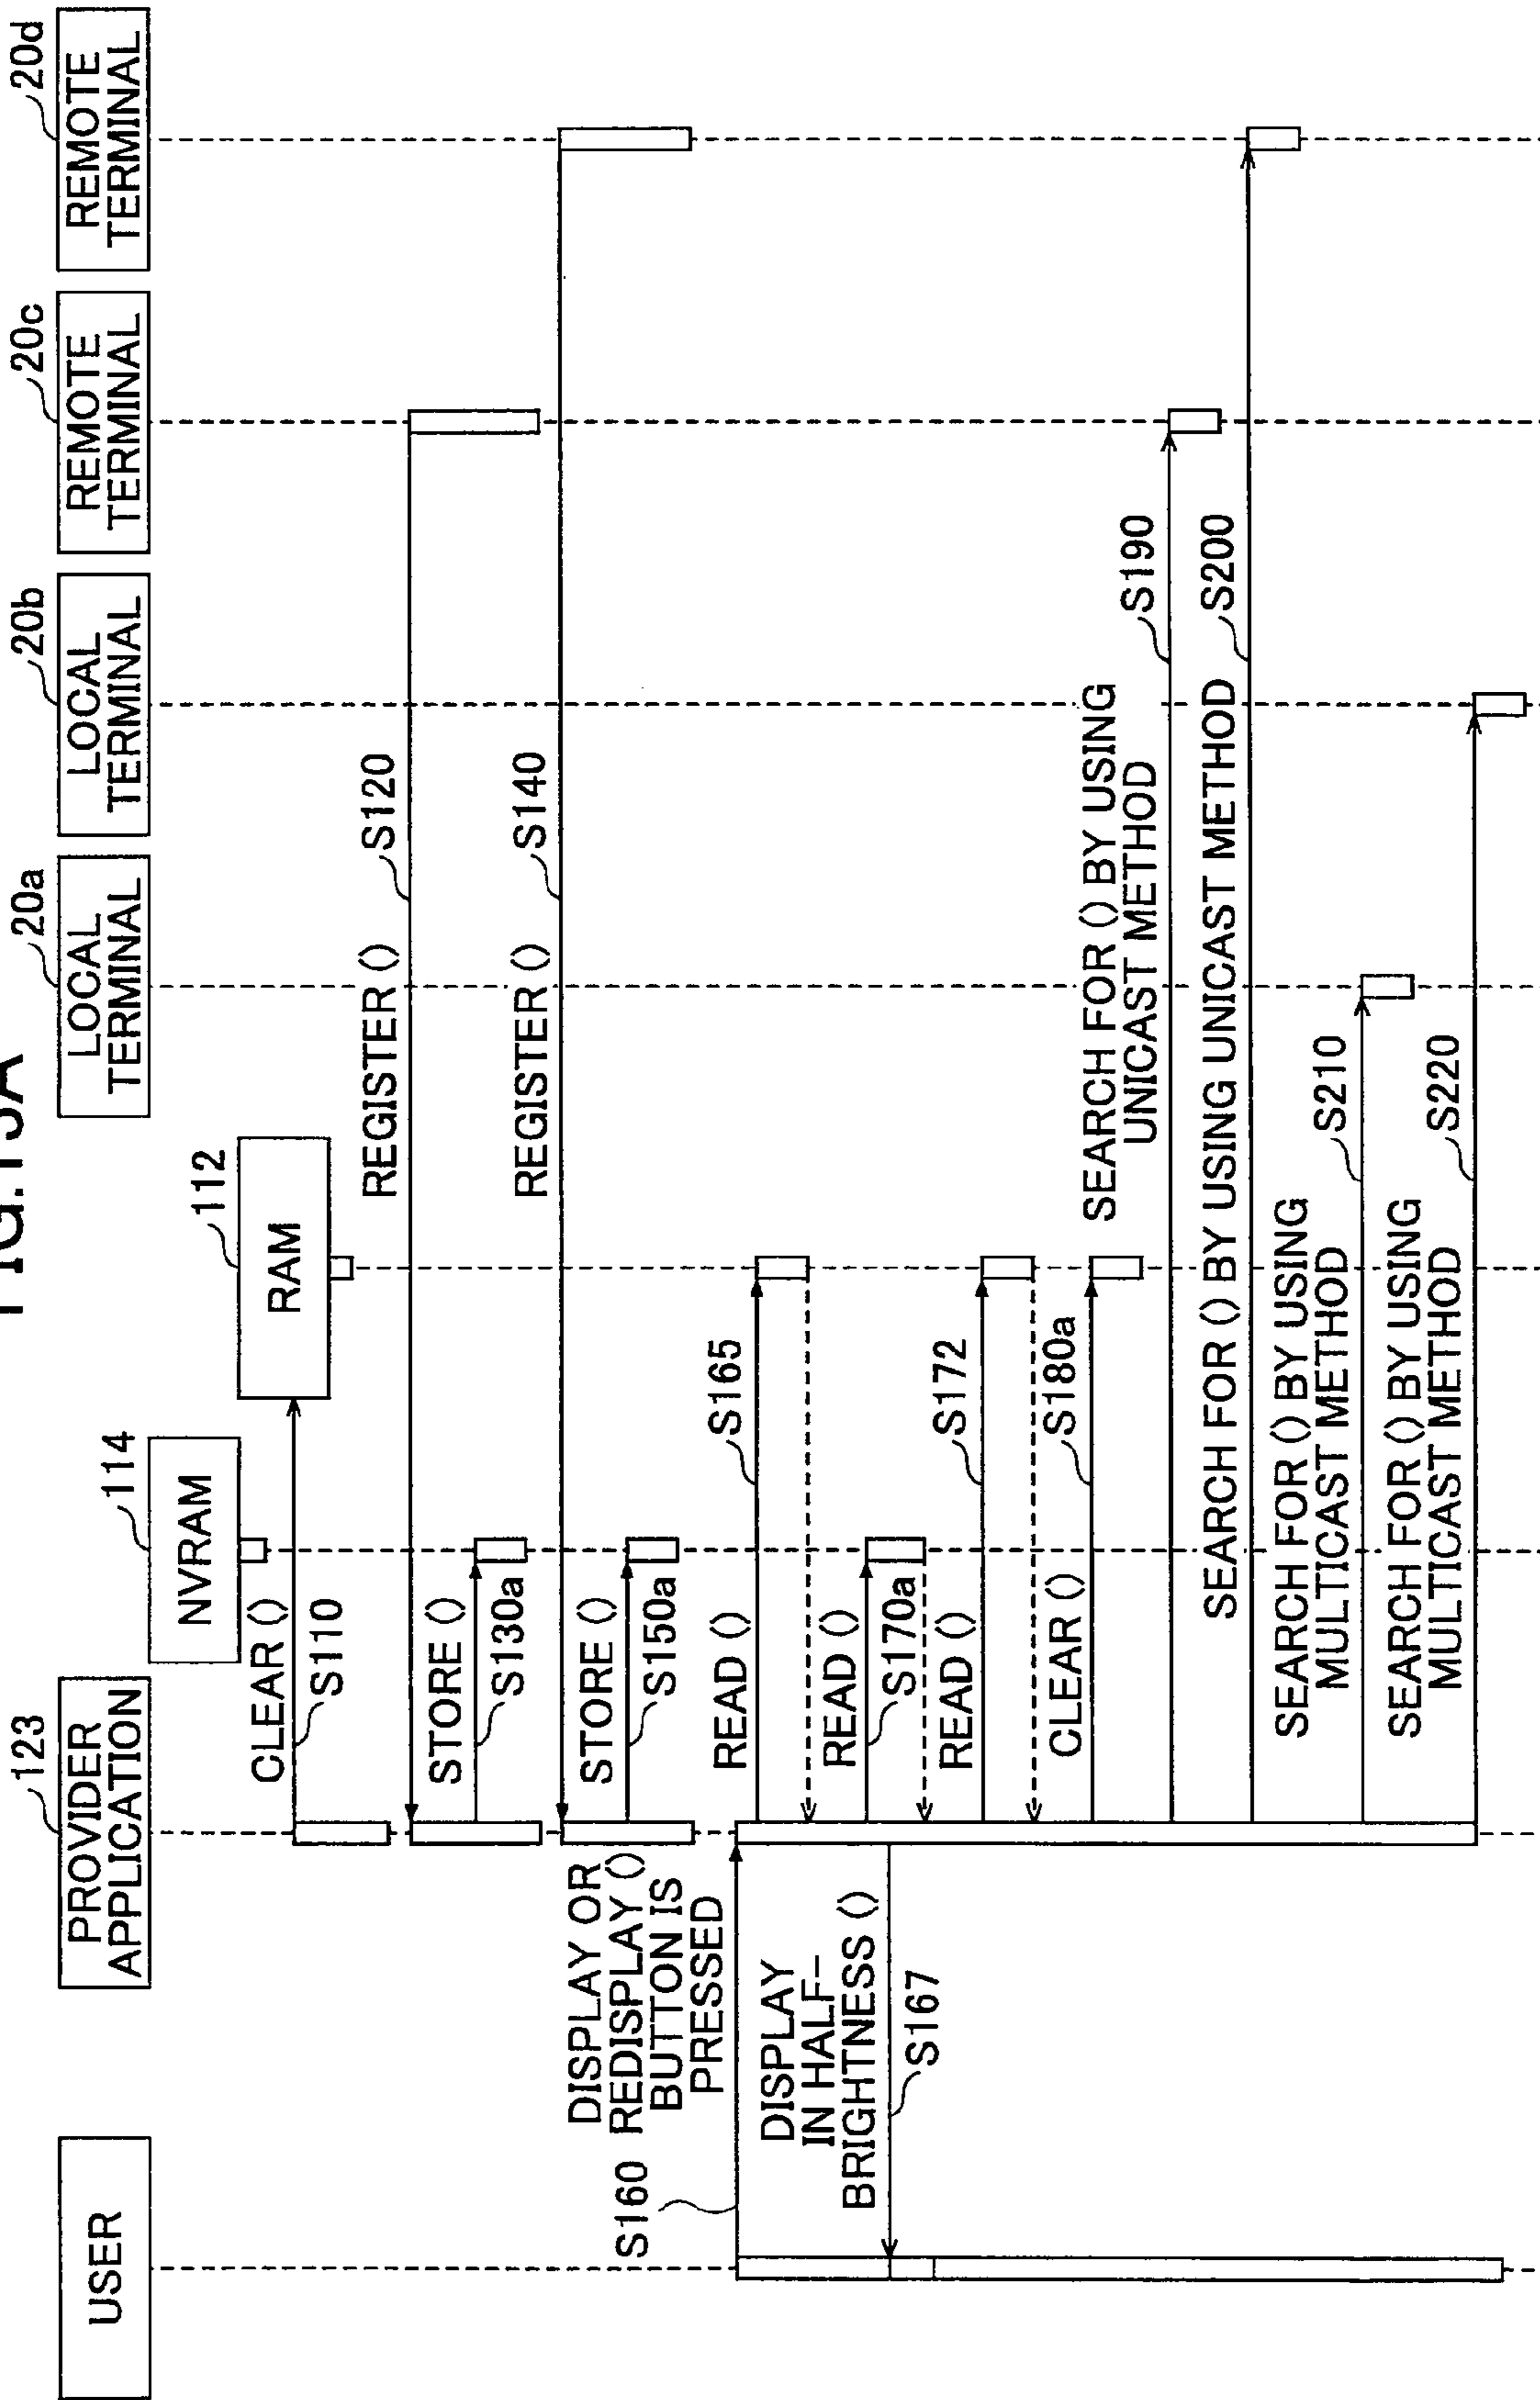 USER
123
PROVIDER
APPLICATION
114
NVRAM
112
RAM
20a
LOCAL
TERMINAL
20b
LOCAL
TERMINAL
20c
REMOTE
TERMINAL
20d
REMOTE
TERMINAL
CLEAR ()
S110
REGISTER ()
S120
STORE ()
S130a
REGISTER ()
S140
STORE ()
S150a
S160
DISPLAY OR
REDISPLAY ()
BUTTON IS
PRESSED
READ ()
S165
DISPLAY
IN HALF-
BRIGHTNESS ()
S167
READ ()
S170a
READ ()
S172
CLEAR ()
S180a
SEARCH FOR () BY USING
UNICAST METHOD
S190
SEARCH FOR () BY USING UNICAST METHOD
S200
SEARCH FOR () BY USING
MULTICAST METHOD
S210
SEARCH FOR () BY USING
MULTICAST METHOD
S220